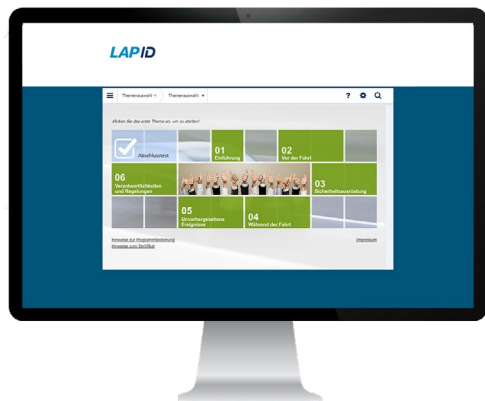 LAPID
Themenauswahl
Themenauswahl
?
Klicken Sie das erste Thema an, um zu starten!
Abschlusstest
01
Einführung
02
Vor der Fahrt
06
Verantwortlichkeiten
und Regelungen
03
Sicherheitsausrüstung
05
Unvorhergesehene
Ereignisse
04
Während der Fahrt
Hinweise zur Programmbedienung
Impressum
Hinweise zum Zertifikat